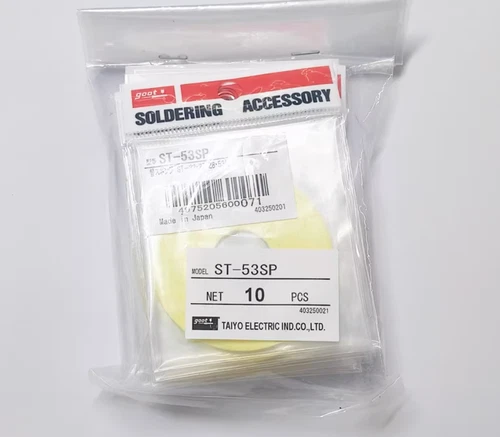 goot
SOLDERING ACCESSORY
ST-53SP
4975205600071
Made in Japan
403250201
MODEL ST-53SP
NET 10 PCS
403250021
goot TAIYO ELECTRIC IND.CO.,LTD.